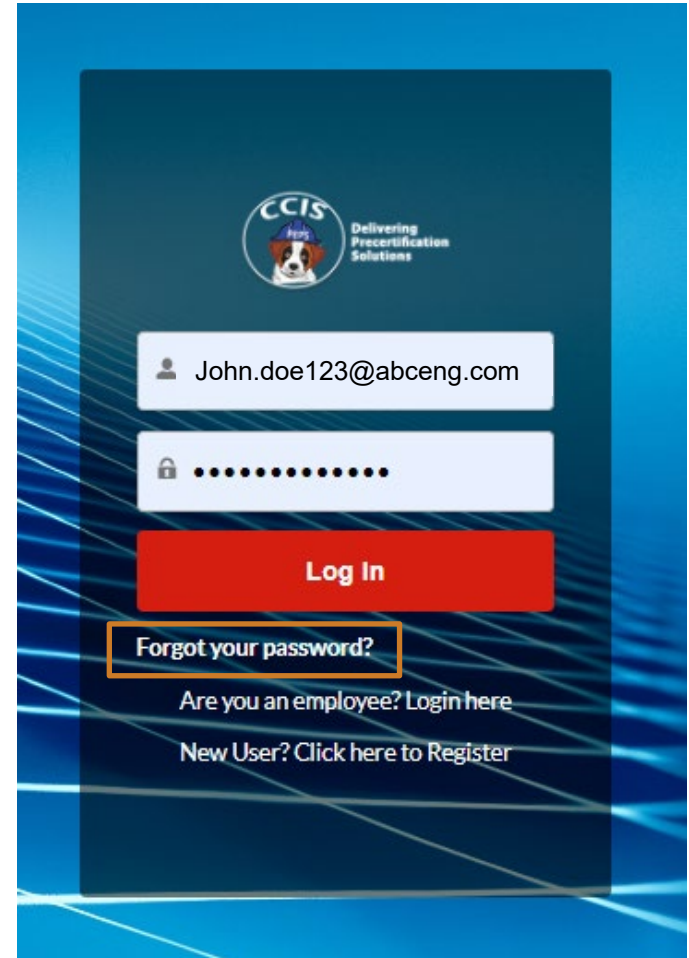 CCIS
PEPS
Delivering
Precertification
Solutions
John.doe123@abceng.com
•••••••••••••
Log In
Forgot your password?
Are you an employee? Login here
New User? Click here to Register